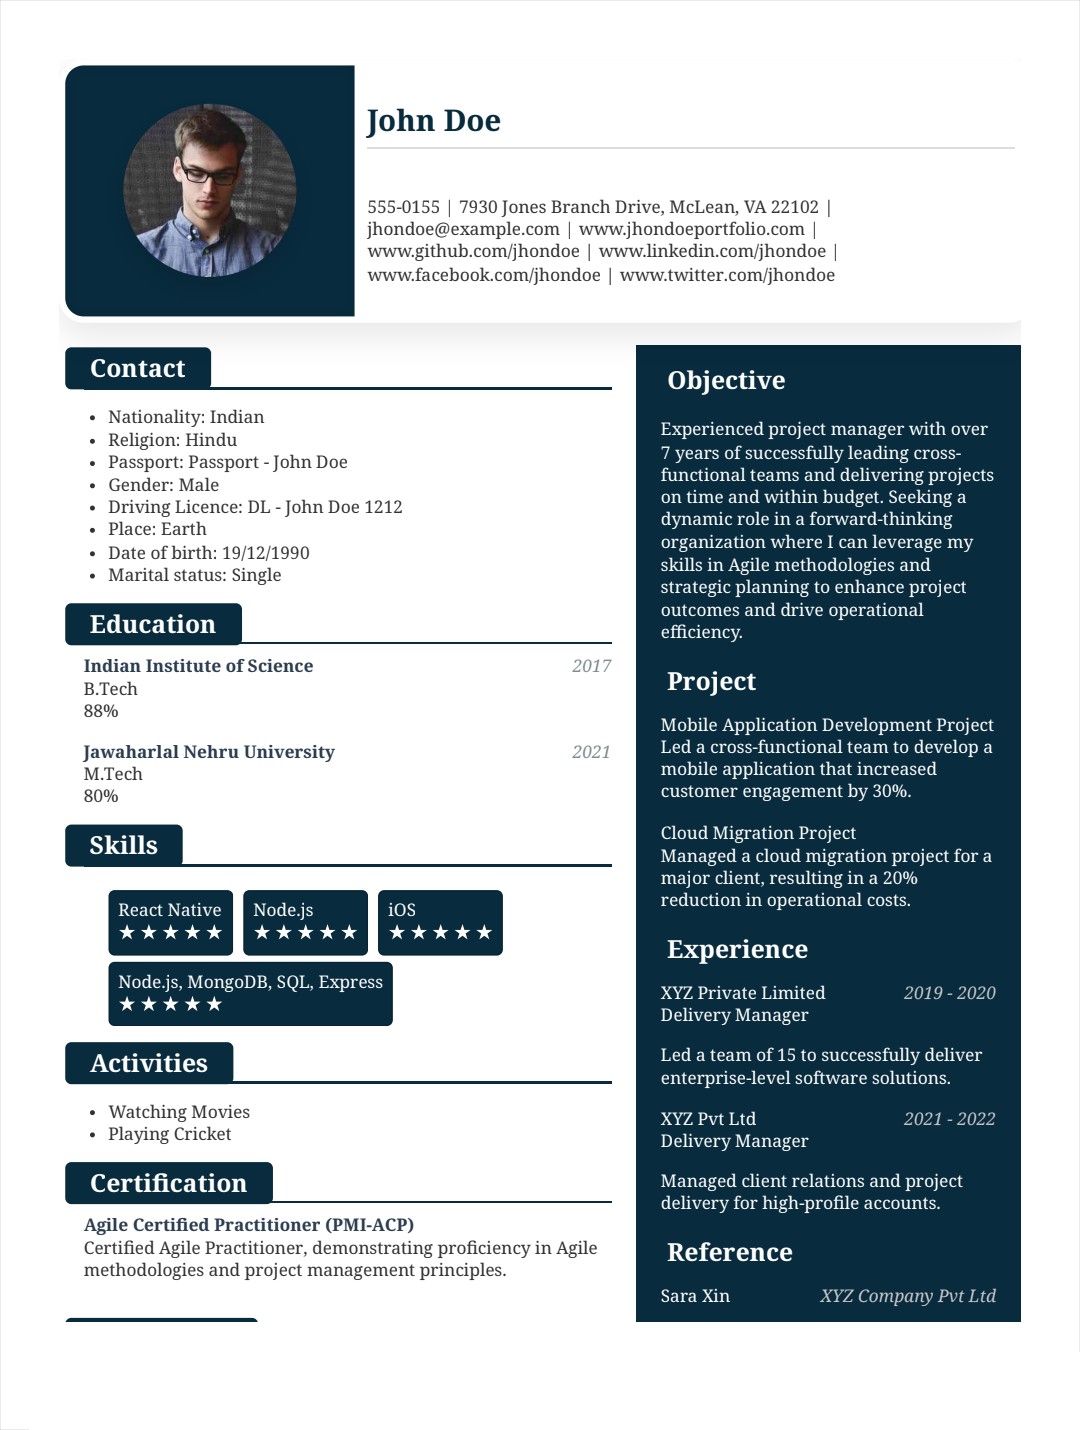 John Doe
555-0155 | 7930 Jones Branch Drive, McLean, VA 22102 |
jhondoe@example.com | www.jhondoeportfolio.com |
www.github.com/jhondoe | www.linkedin.com/jhondoe |
www.facebook.com/jhondoe | www.twitter.com/jhondoe
Contact
• Nationality: Indian
• Religion: Hindu
• Passport: Passport - John Doe
• Gender: Male
• Driving Licence: DL - John Doe 1212
• Place: Earth
• Date of birth: 19/12/1990
• Marital status: Single
Education
Indian Institute of Science 2017
B.Tech
88%
Jawaharlal Nehru University 2021
M.Tech
80%
Skills
React Native Node.js iOS
★★★★★ ★★★★★ ★★★★★
Node.js, MongoDB, SQL, Express
★★★★★
Activities
• Watching Movies
• Playing Cricket
Certification
Agile Certified Practitioner (PMI-ACP)
Certified Agile Practitioner, demonstrating proficiency in Agile
methodologies and project management principles.
Objective
Experienced project manager with over
7 years of successfully leading cross-
functional teams and delivering projects
on time and within budget. Seeking a
dynamic role in a forward-thinking
organization where I can leverage my
skills in Agile methodologies and
strategic planning to enhance project
outcomes and drive operational
efficiency.
Project
Mobile Application Development Project
Led a cross-functional team to develop a
mobile application that increased
customer engagement by 30%.
Cloud Migration Project
Managed a cloud migration project for a
major client, resulting in a 20%
reduction in operational costs.
Experience
XYZ Private Limited 2019 - 2020
Delivery Manager
Led a team of 15 to successfully deliver
enterprise-level software solutions.
XYZ Pvt Ltd 2021 - 2022
Delivery Manager
Managed client relations and project
delivery for high-profile accounts.
Reference
Sara Xin XYZ Company Pvt Ltd